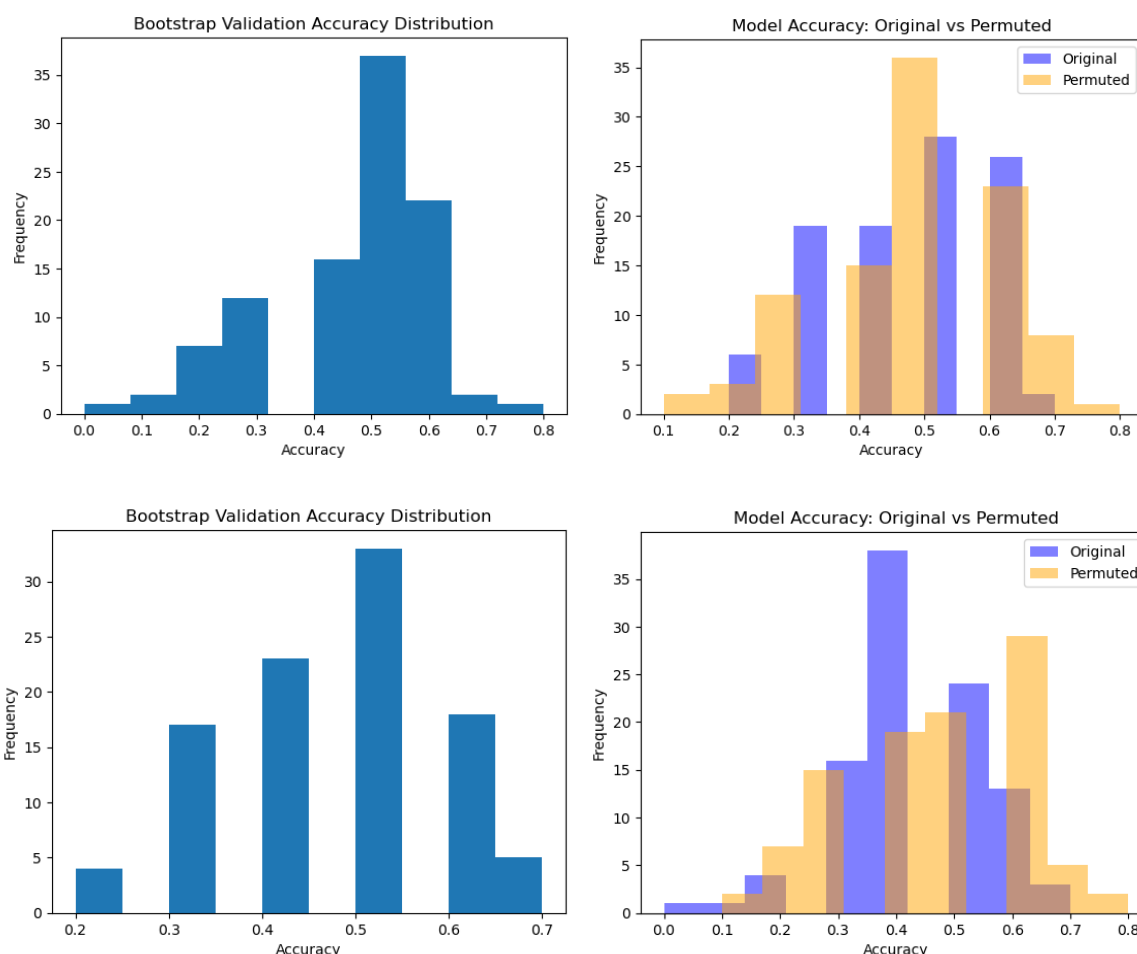 Bootstrap Validation Accuracy Distribution
Frequency
35
30
25
20
15
10
5
0
0.0 0.1 0.2 0.3 0.4 0.5 0.6 0.7 0.8
Accuracy
Model Accuracy: Original vs Permuted
Original
Permuted
Frequency
35
30
25
20
15
10
5
0
0.1 0.2 0.3 0.4 0.5 0.6 0.7 0.8
Accuracy
Bootstrap Validation Accuracy Distribution
Frequency
30
25
20
15
10
5
0
0.2 0.3 0.4 0.5 0.6 0.7
Accuracy
Model Accuracy: Original vs Permuted
Original
Permuted
Frequency
35
30
25
20
15
10
5
0
0.0 0.1 0.2 0.3 0.4 0.5 0.6 0.7 0.8
Accuracy